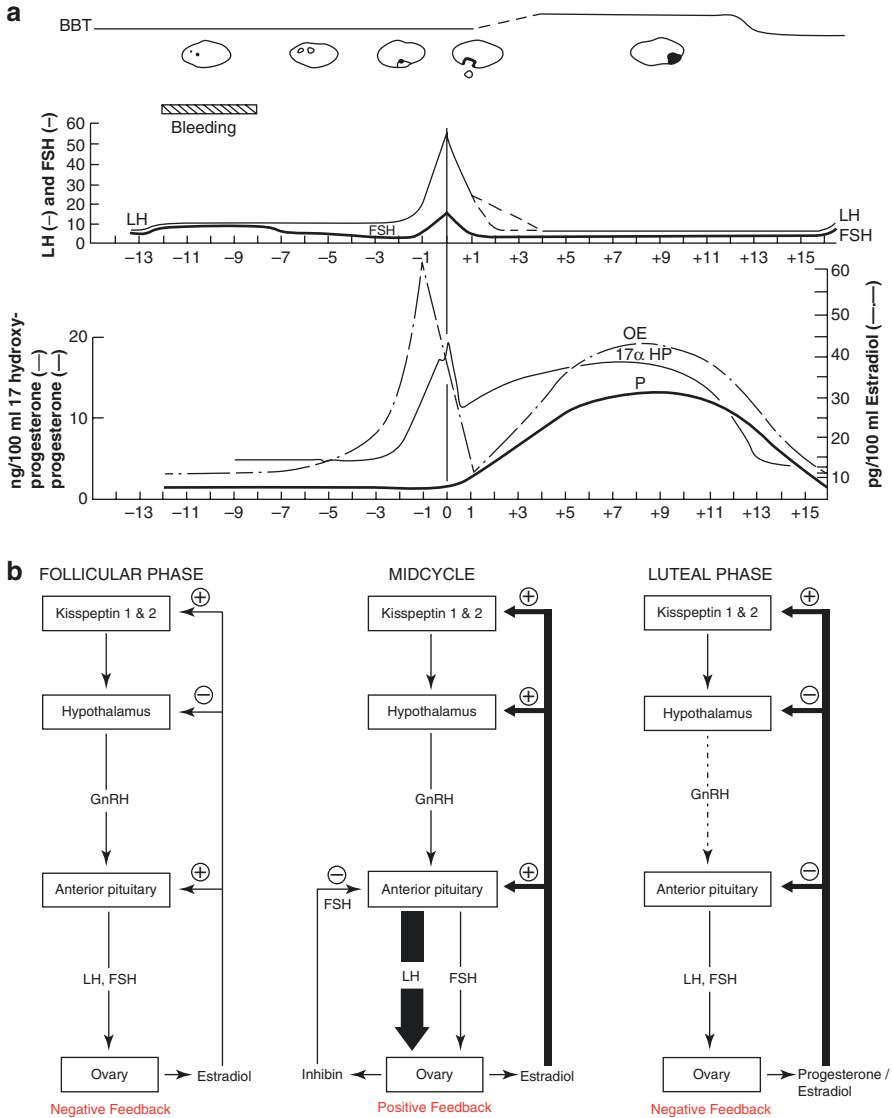 a
BBT
Bleeding
LH (–) and FSH (–)
60
50
40
30
20
10
0
LH
FSH
LH
FSH
–13 –11 –9 –7 –5 –3 –1 0 +1 +3 +5 +7 +9 +11 +13 +15
ng/100 ml 17 hydroxy-
progesterone (—)
progesterone (—)
20
10
0
OE
17α HP
P
60
50
40
30
20
10
pg/100 ml Estradiol (—.—)
–13 –11 –9 –7 –5 –3 –1 0 1 +3 +5 +7 +9 +11 +13 +15
b
FOLLICULAR PHASE
Kisspeptin 1 & 2
+
Hypothalamus
–
GnRH
Anterior pituitary
+
LH, FSH
Ovary
Estradiol
Negative Feedback
MIDCYCLE
Kisspeptin 1 & 2
+
Hypothalamus
+
GnRH
–
FSH
Anterior pituitary
+
LH
FSH
Inhibin
Ovary
Estradiol
Positive Feedback
LUTEAL PHASE
Kisspeptin 1 & 2
+
Hypothalamus
–
GnRH
Anterior pituitary
–
LH, FSH
Ovary
Progesterone /
Estradiol
Negative Feedback